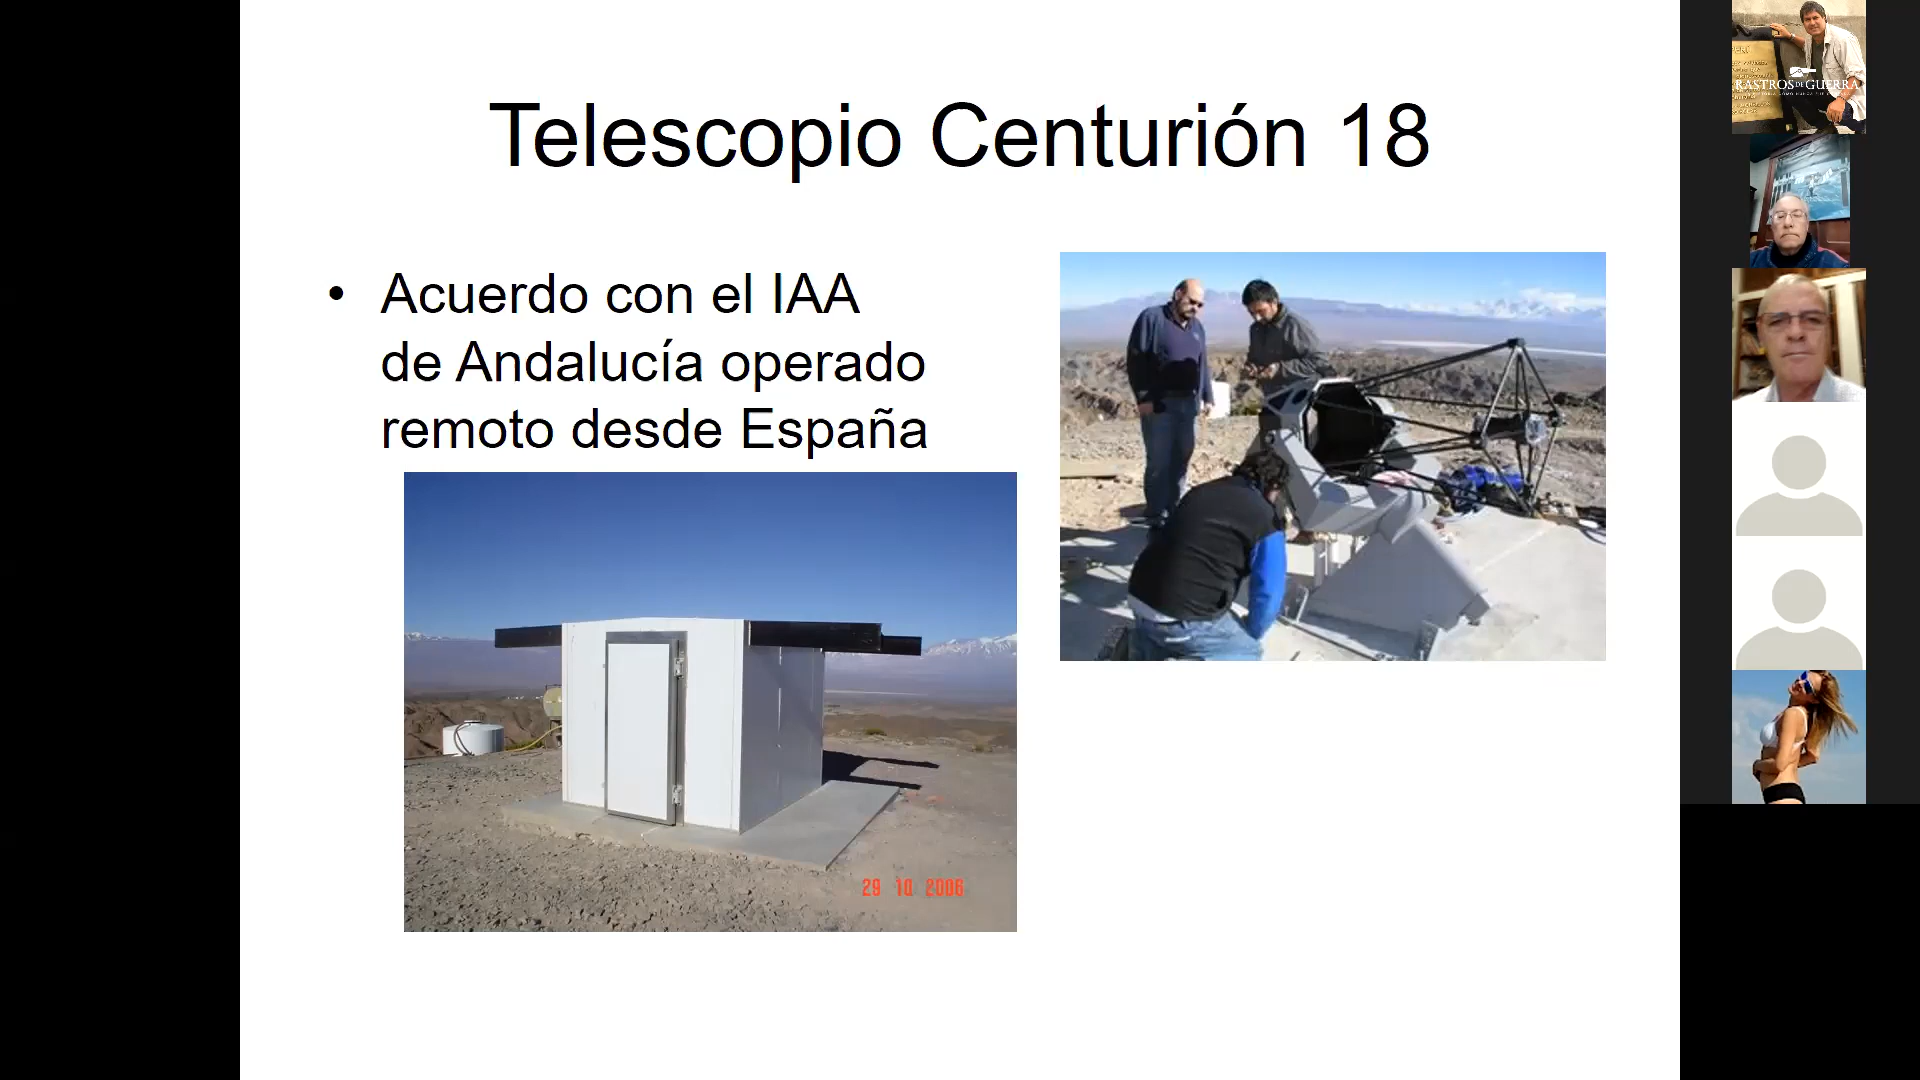 Telescopio Centurión 18
• Acuerdo con el IAA
de Andalucía operado
remoto desde España
29 10 2006
RASTROS DE GUERRA